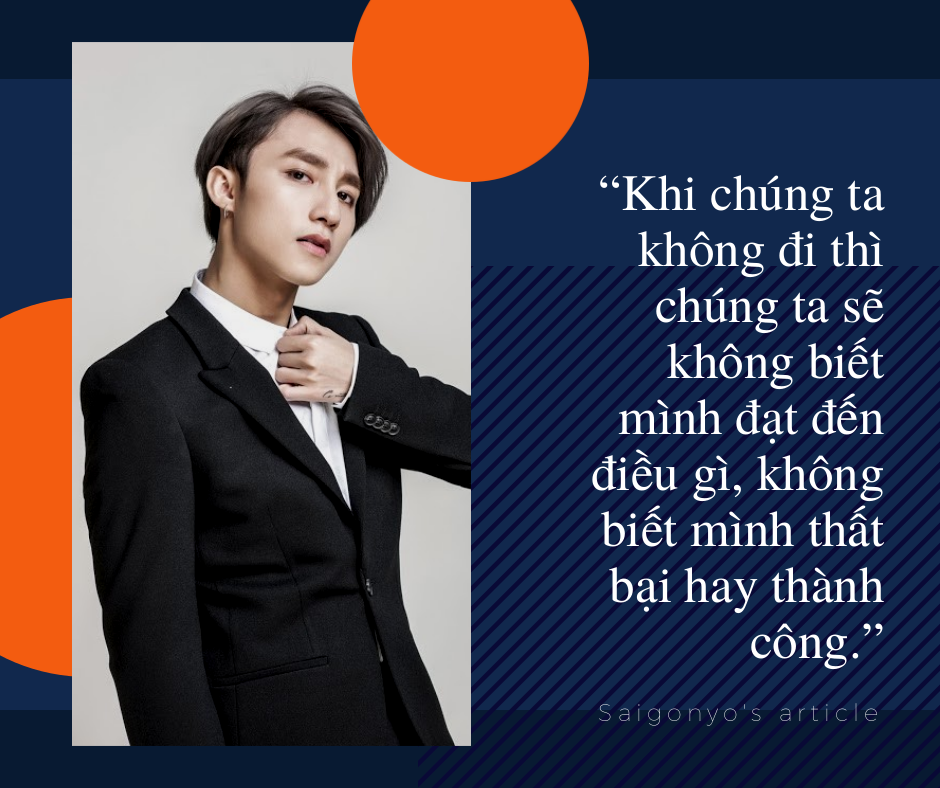 “Khi chúng ta
không đi thì
chúng ta sẽ
không biết
mình đạt đến
điều gì, không
biết mình thất
bại hay thành
công.”
Saigonyo's article